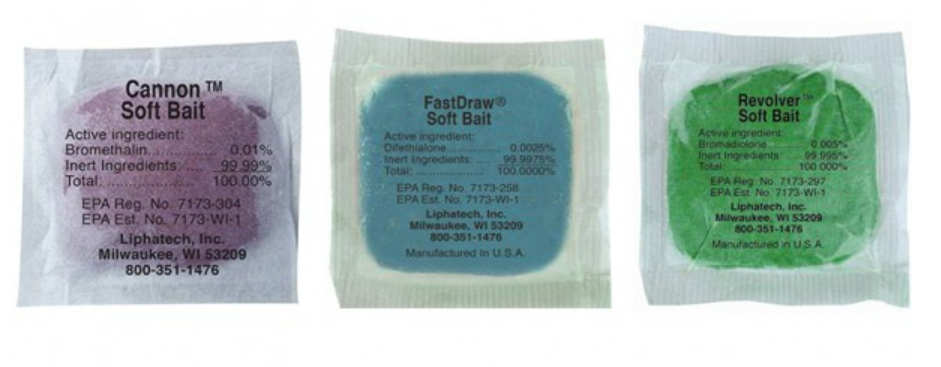 Cannon™
Soft Bait
Active ingredient:
Bromethalin................ 0.01%
Inert Ingredients: .... 99.99%
Total: ...................... 100.00%
EPA Reg. No. 7173-304
EPA Est. No. 7173-WI-1
Liphatech, Inc.
Milwaukee, WI 53209
800-351-1476
FastDraw®
Soft Bait
Active ingredient:
Difethialone................ 0.0025%
Inert Ingredients: .... 99.9975%
Total: ...................... 100.0000%
EPA Reg. No. 7173-258
EPA Est. No. 7173-WI-1
Liphatech, Inc.
Milwaukee, WI 53209
800-351-1476
Manufactured in U.S.A.
Revolver™
Soft Bait
Active ingredient:
Bromadiolone............. 0.005%
Inert Ingredients: .... 99.995%
Total: ...................... 100.000%
EPA Reg. No. 7173-297
EPA Est. No. 7173-WI-1
Liphatech, Inc.
Milwaukee, WI 53209
800-351-1476
Manufactured in U.S.A.